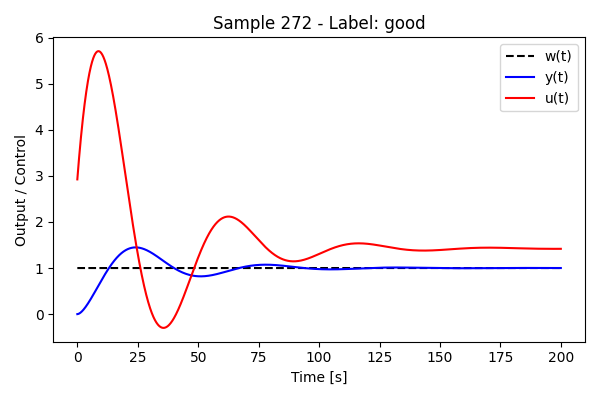 Sample 272 - Label: good
w(t)
y(t)
u(t)
Output / Control
6
5
4
3
2
1
0
0 25 50 75 100 125 150 175 200
Time [s]